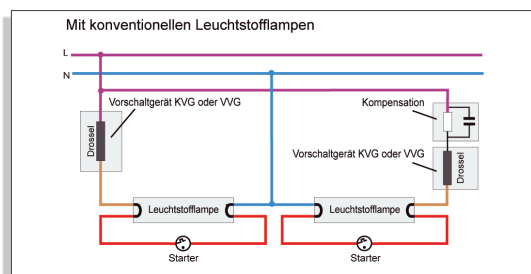 Mit konventionellen Leuchtstofflampen
L
N
Vorschaltgerät KVG oder VVG
Kompensation
Drossel
Vorschaltgerät KVG oder VVG
Drossel
Leuchtstofflampe
Leuchtstofflampe
Starter
Starter